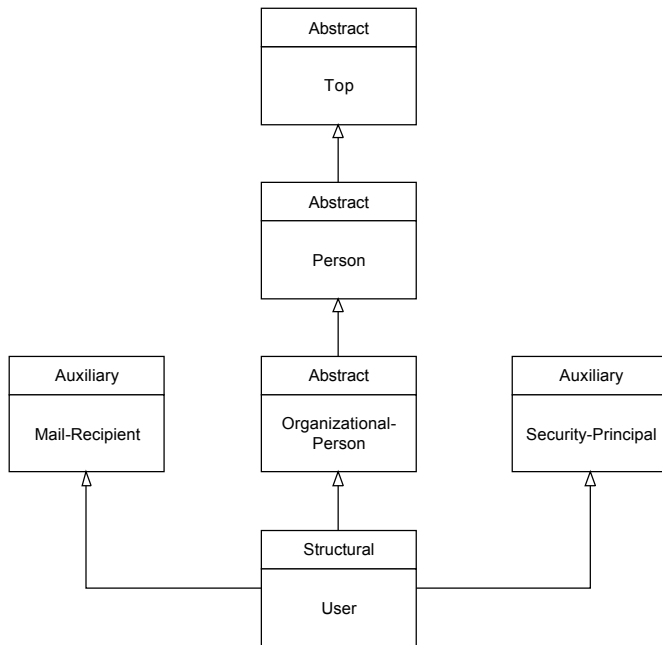 Abstract
Top
Abstract
Person
Auxiliary
Mail-Recipient
Abstract
Organizational-
Person
Auxiliary
Security-Principal
Structural
User